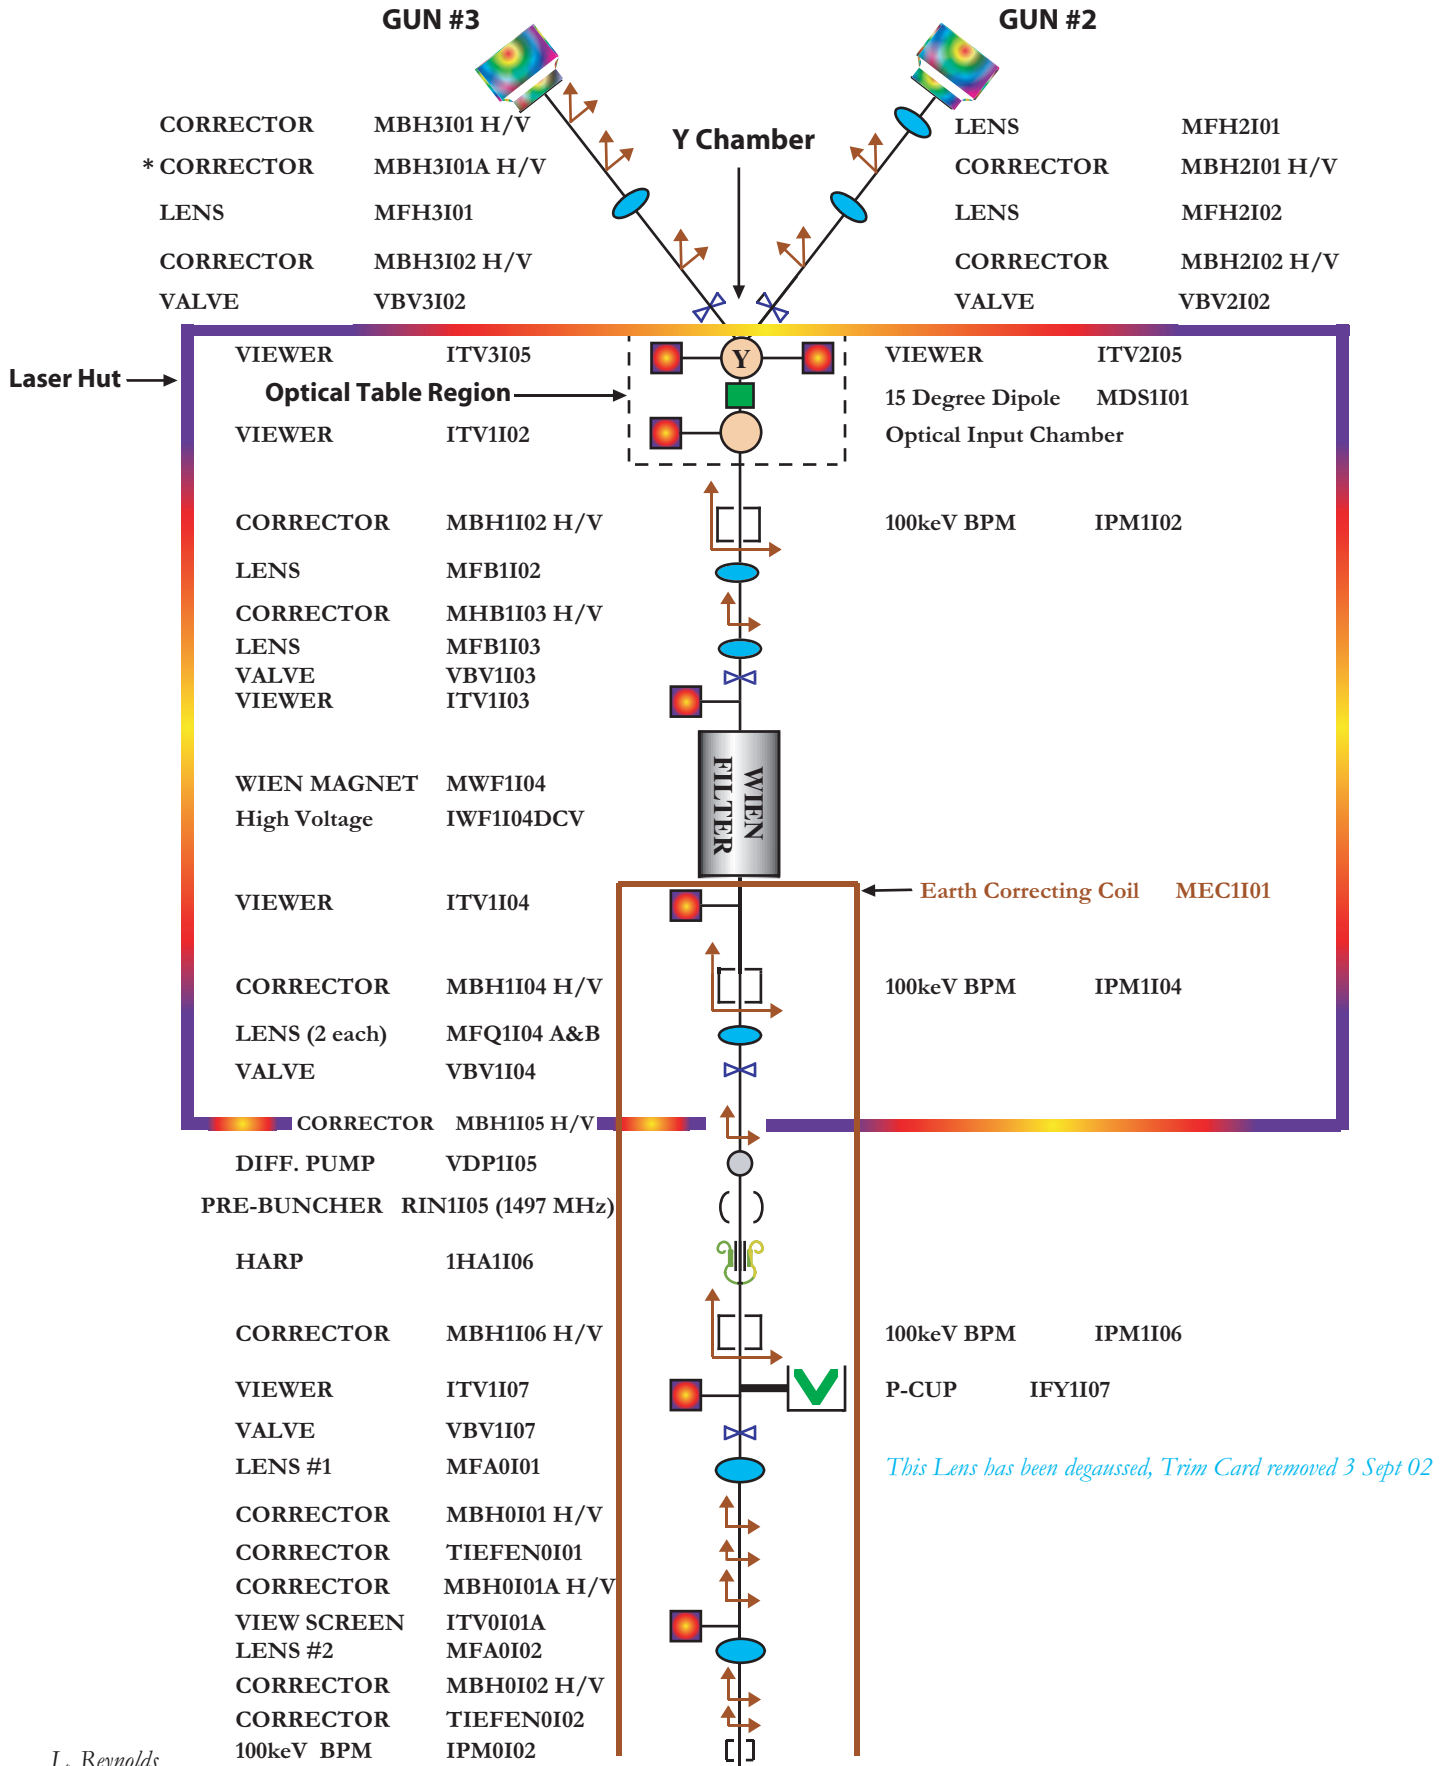 GUN #3 GUN #2
CORRECTOR MBH3I01 H/V Y Chamber LENS MFH2I01
* CORRECTOR MBH3I01A H/V CORRECTOR MBH2I01 H/V
LENS MFH3I01 LENS MFH2I02
CORRECTOR MBH3I02 H/V CORRECTOR MBH2I02 H/V
VALVE VBV3I02 VALVE VBV2I02
VIEWER ITV3I05 Y VIEWER ITV2I05
Laser Hut
Optical Table Region 15 Degree Dipole MDS1I01
VIEWER ITV1I02 Optical Input Chamber
CORRECTOR MBH1I02 H/V 100keV BPM IPM1I02
LENS MFB1I02
CORRECTOR MHB1I03 H/V
LENS MFB1I03
VALVE VBV1I03
VIEWER ITV1I03
WIEN FILTER
WIEN MAGNET MWF1I04
High Voltage IWF1I04DCV
VIEWER ITV1I04 Earth Correcting Coil MEC1I01
CORRECTOR MBH1I04 H/V 100keV BPM IPM1I04
LENS (2 each) MFQ1I04 A&B
VALVE VBV1I04
CORRECTOR MBH1I05 H/V
DIFF. PUMP VDP1I05
PRE-BUNCHER RIN1I05 (1497 MHz)
HARP 1HA1I06
CORRECTOR MBH1I06 H/V 100keV BPM IPM1I06
VIEWER ITV1I07 P-CUP IFY1I07
VALVE VBV1I07
LENS #1 MFA0I01 This Lens has been degaussed, Trim Card removed 3 Sept 02
CORRECTOR MBH0I01 H/V
CORRECTOR TIEFEN0I01
CORRECTOR MBH0I01A H/V
VIEW SCREEN ITV0I01A
LENS #2 MFA0I02
CORRECTOR MBH0I02 H/V
CORRECTOR TIEFEN0I02
100keV BPM IPM0I02
L. Reynolds